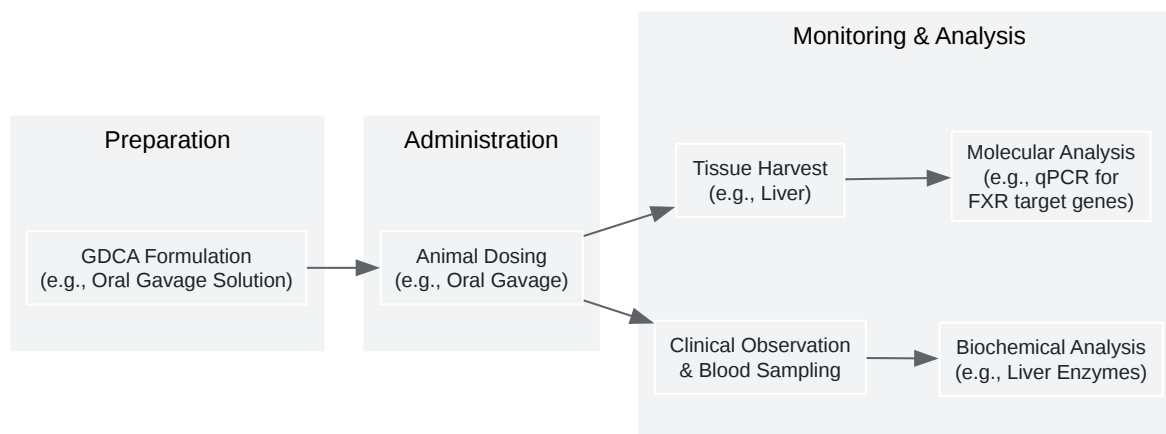 Preparation
GDCA Formulation
(e.g., Oral Gavage Solution)
Administration
Animal Dosing
(e.g., Oral Gavage)
Monitoring & Analysis
Tissue Harvest
(e.g., Liver)
Molecular Analysis
(e.g., qPCR for
FXR target genes)
Clinical Observation
& Blood Sampling
Biochemical Analysis
(e.g., Liver Enzymes)